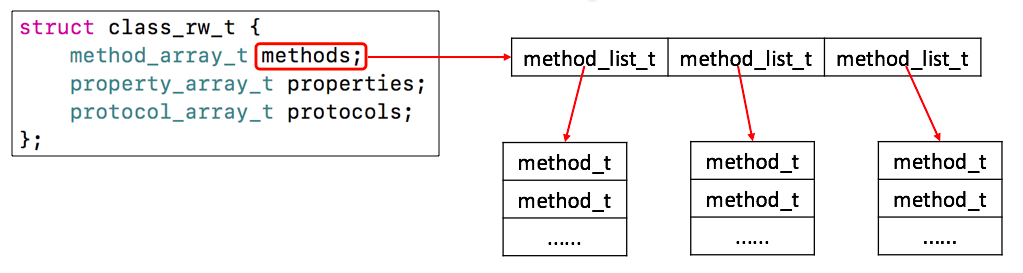 struct class_rw_t {
method_array_t methods;
property_array_t properties;
protocol_array_t protocols;
};
method_list_t method_list_t method_list_t
method_t method_t method_t
method_t method_t method_t
...... ...... ......